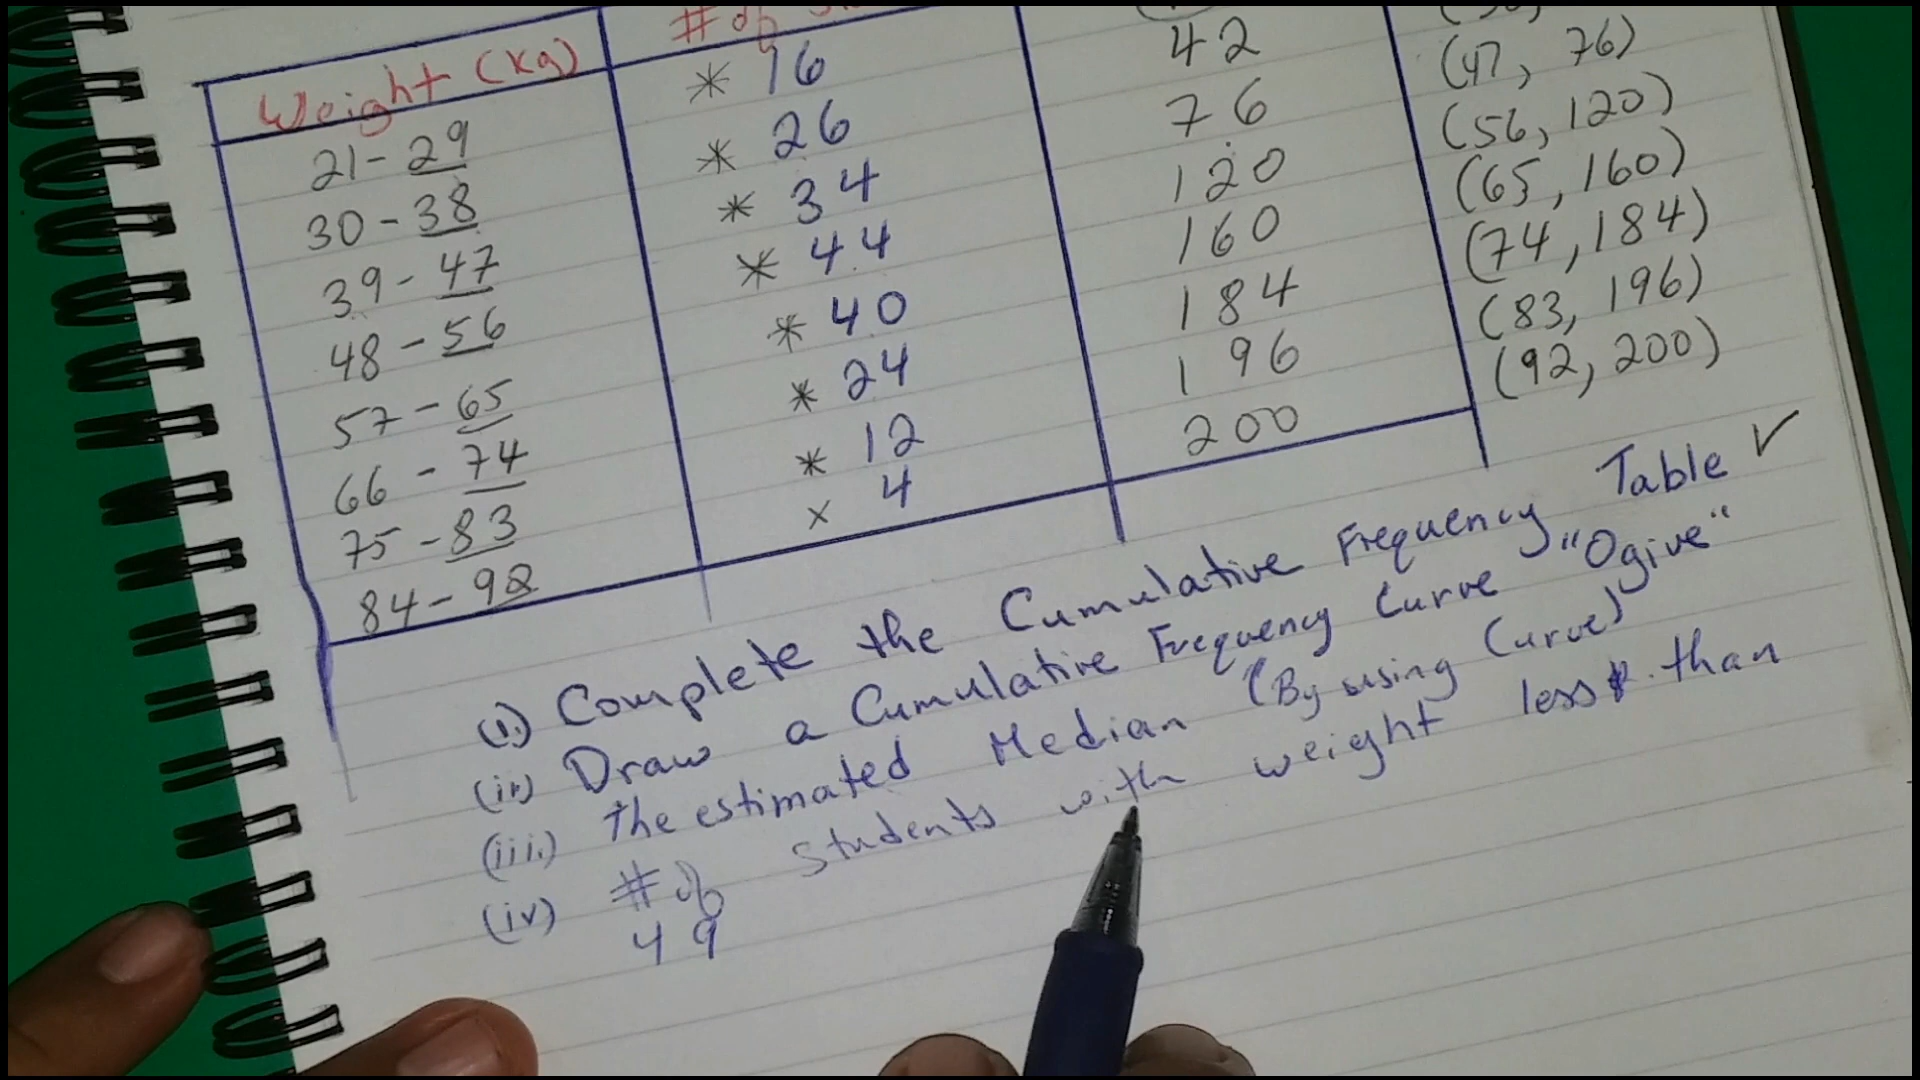 Weight (Kg) # of
21-29 * 16 42 (47, 76)
30-38 * 26 76 (56, 120)
39-47 * 34 120 (65, 160)
48-56 * 44 160 (74, 184)
57-65 * 40 184 (83, 196)
66-74 * 24 196 (92, 200)
75-83 * 12 200
84-92 x 4
(i.) Complete the Cumulative Frequency Table ✓
(ii) Draw a Cumulative Frequency Curve "Ogive"
(iii.) The estimated Median (By using Curve)
(iv) # of students with weight less than
49